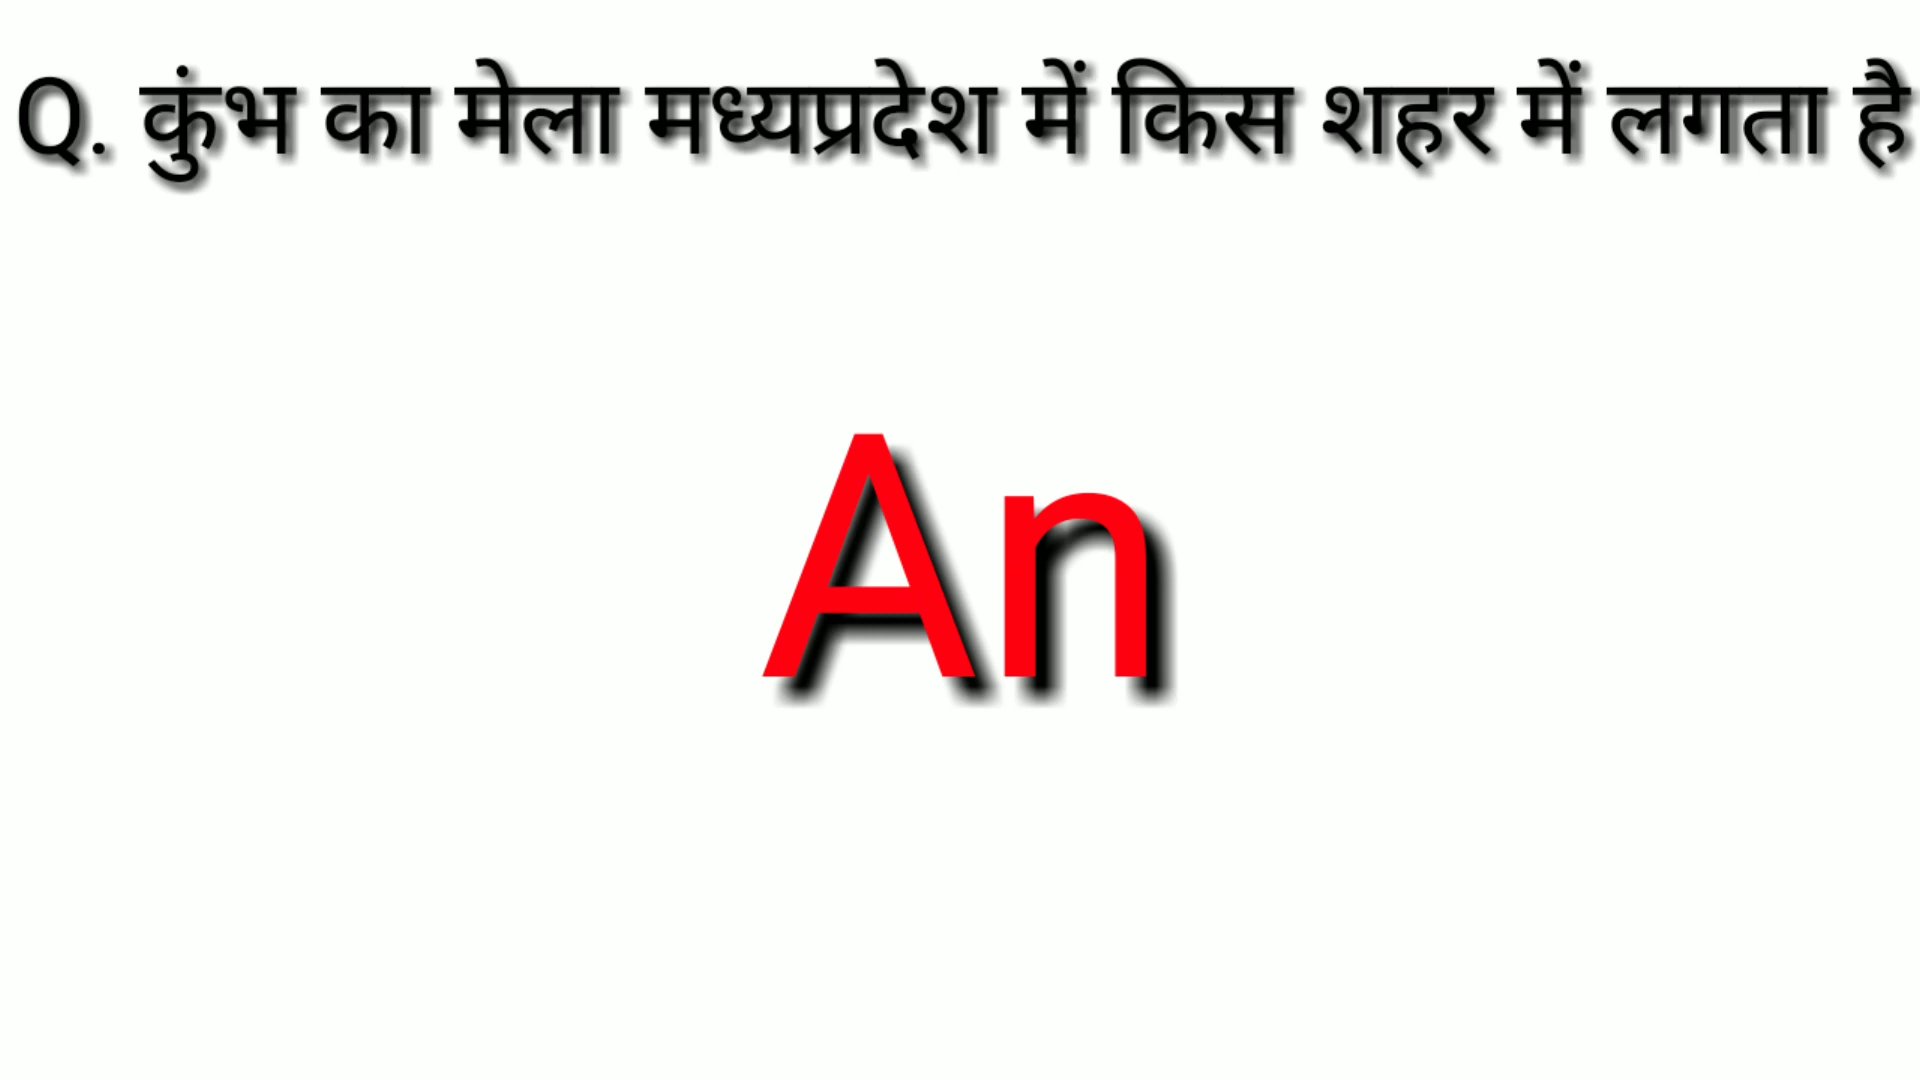 Q. कुंभ का मेला मध्यप्रदेश में किस शहर में लगता है
An